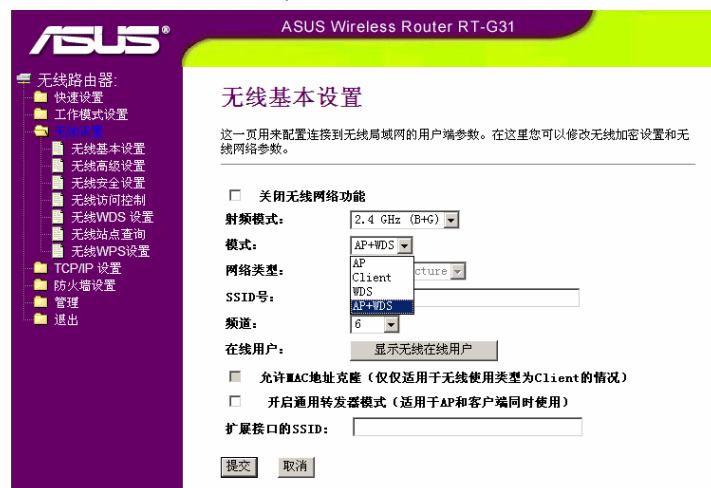 ASUS®
ASUS Wireless Router RT-G31
无线路由器:
快速设置
工作模式设置
无线设置
无线基本设置
无线高级设置
无线安全设置
无线访问控制
无线WDS 设置
无线站点查询
无线WPS设置
TCP/IP 设置
防火墙设置
管理
退出
无线基本设置
这一页用来配置连接到无线局域网的用户端参数。在这里您可以修改无线加密设置和无
线网络参数。
关闭无线网络功能
射频模式: 2.4 GHz (B+G)
模式: AP+WDS
AP
Client
WDS
AP+WDS
网络类型: cture
SSID号:
频道: 6
在线用户: 显示无线在线用户
允许MAC地址克隆（仅仅适用于无线使用类型为Client的情况）
开启通用转发器模式（适用于AP和客户端同时使用）
扩展接口的SSID:
提交 取消